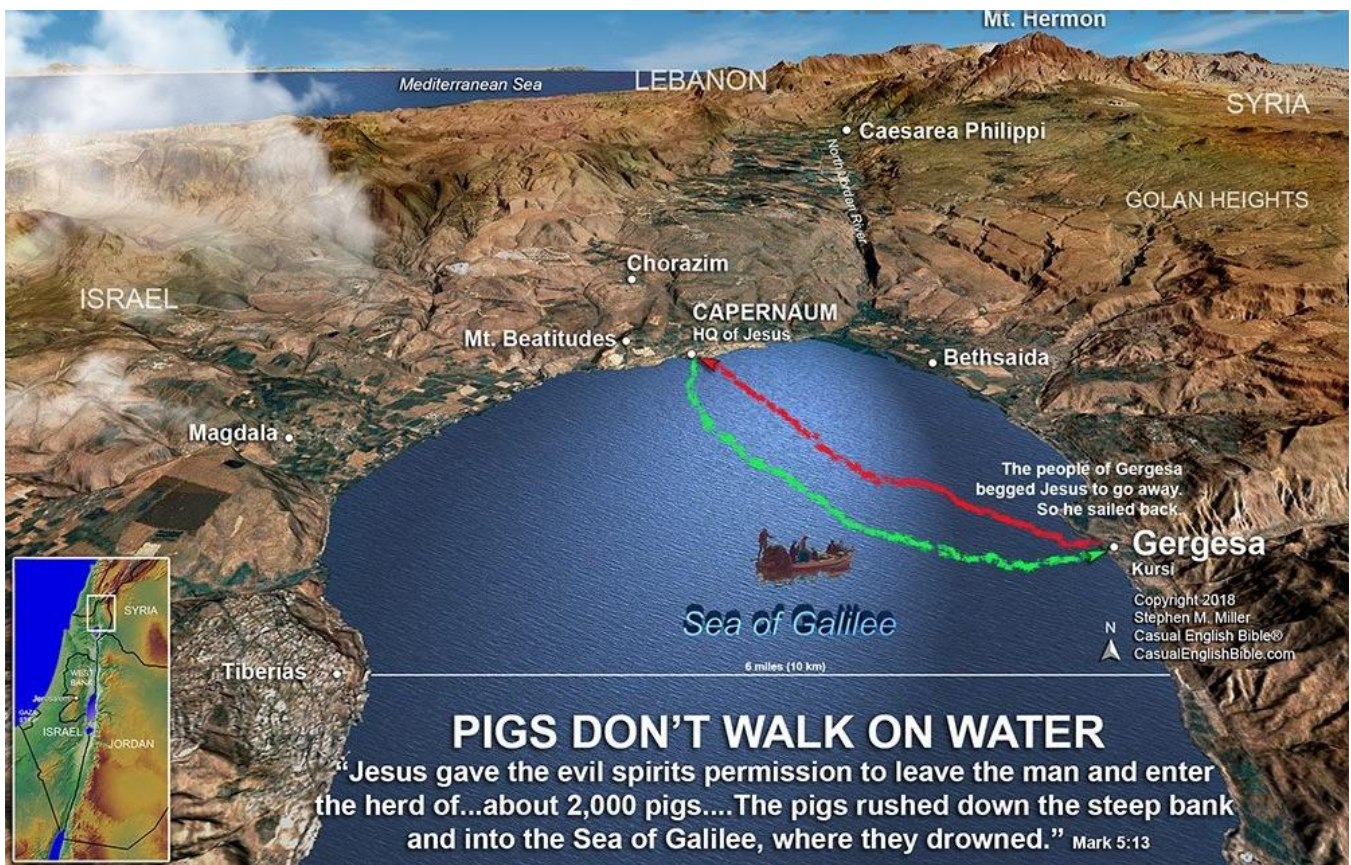 Mt. Hermon
Mediterranean Sea
LEBANON
SYRIA
Caesarea Philippi
North Jordan River
GOLAN HEIGHTS
Chorazim
ISRAEL
CAPERNAUM
HQ of Jesus
Mt. Beatitudes
Bethsaida
Magdala
The people of Gergesa
begged Jesus to go away.
So he sailed back.
Gergesa
Kursi
Copyright 2018
Stephen M. Miller
Casual English Bible®
CasualEnglishBible.com
N
Sea of Galilee
6 miles (10 km)
Tiberias
SYRIA
WEST
BANK
Jerusalem
GAZA
ISRAEL
JORDAN
PIGS DON'T WALK ON WATER
“Jesus gave the evil spirits permission to leave the man and enter
the herd of...about 2,000 pigs....The pigs rushed down the steep bank
and into the Sea of Galilee, where they drowned.” Mark 5:13